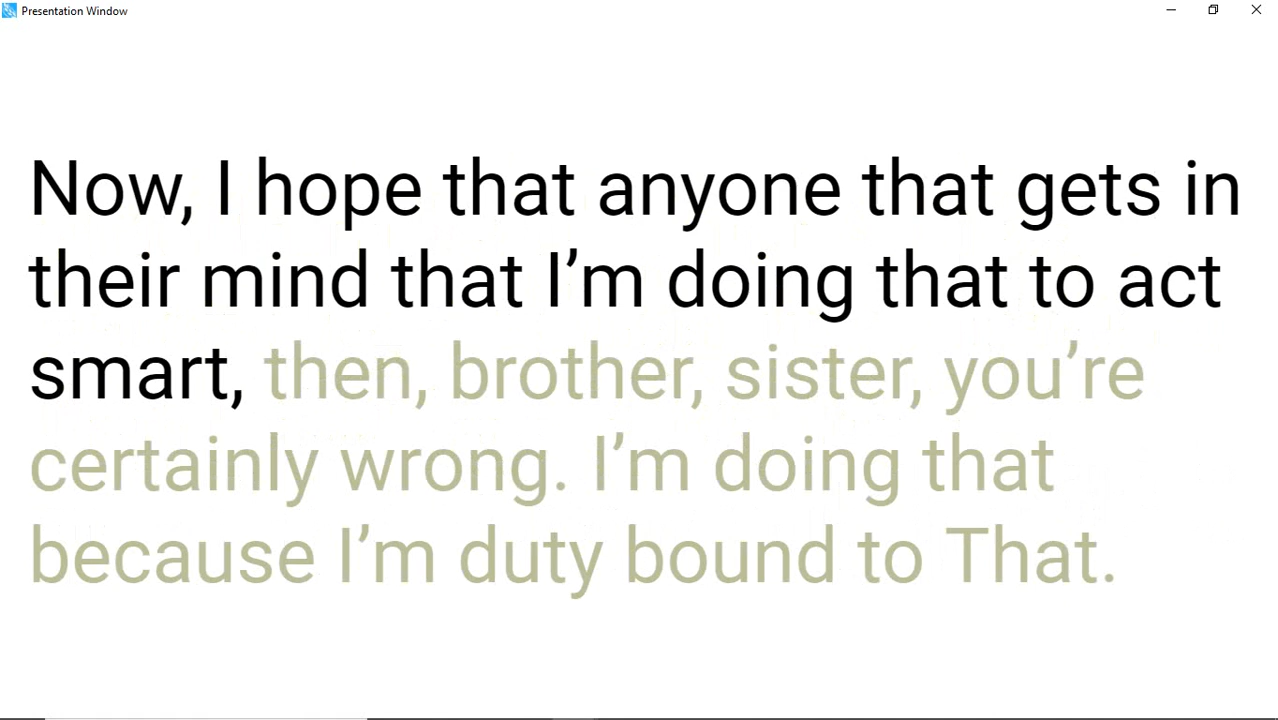 Presentation Window
Now, I hope that anyone that gets in
their mind that I’m doing that to act
smart, then, brother, sister, you’re
certainly wrong. I’m doing that
because I’m duty bound to That.